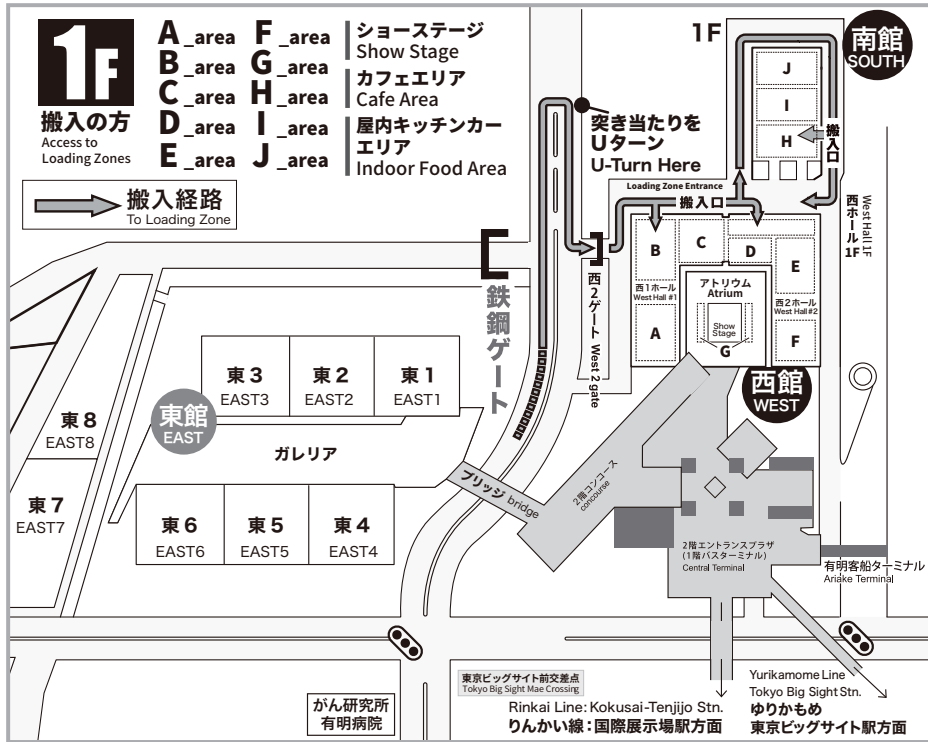 1F
搬入の方
Access to
Loading Zones
A_area
B_area
C_area
D_area
E_area
F_area
G_area
H_area
I_area
J_area
ショーステージ
Show Stage
カフェエリア
Cafe Area
屋内キッチンカー
エリア
Indoor Food Area
搬入経路
To Loading Zone
1F
南館
SOUTH
J
I
H
搬入口
突き当たりを
Uターン
U-Turn Here
Loading Zone Entrance
搬入口
West Hall 1F
西ホール
1F
B
C
D
E
西1ホール
West Hall #1
アトリウム
Atrium
西2ホール
West Hall #2
A
Show
Stage
G
F
西2ゲート West 2 gate
鉄鋼ゲート
西館
WEST
東3
EAST3
東2
EAST2
東1
EAST1
東館
EAST
東8
EAST8
ガレリア
東7
EAST7
東6
EAST6
東5
EAST5
東4
EAST4
ブリッジ bridge
2階コンコース
concourse
2階エントランスプラザ
(1階バスターミナル)
Central Terminal
有明客船ターミナル
Ariake Terminal
がん研究所
有明病院
東京ビッグサイト前交差点
Tokyo Big Sight Mae Crossing
Rinkai Line: Kokusai-Tenjijo Stn.
りんかい線:国際展示場駅方面
Yurikamome Line
Tokyo Big Sight Stn.
ゆりかもめ
東京ビッグサイト駅方面